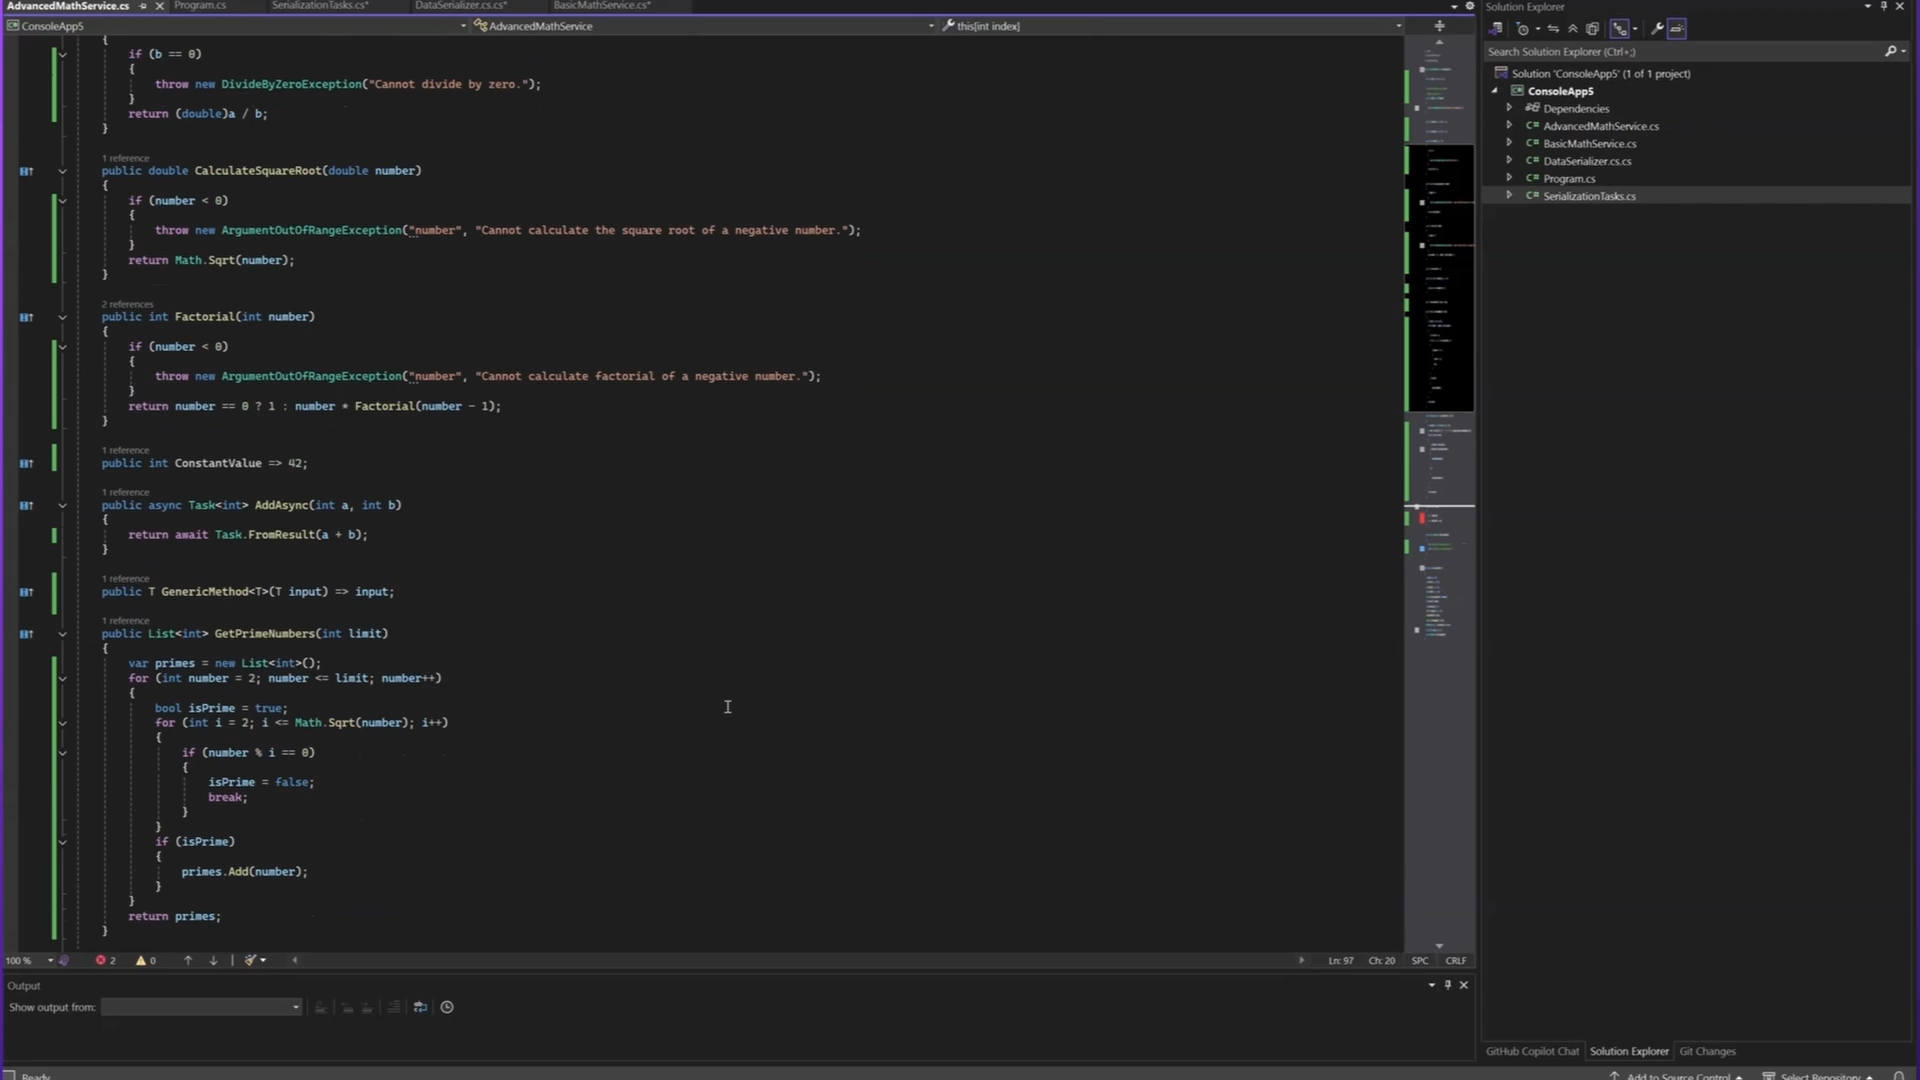 AdvancedMathService.cs
Program.cs
SerializationTasks.cs*
DataSerializer.cs.cs*
BasicMathService.cs*
ConsoleApp5
AdvancedMathService
this[int index]
{
if (b == 0)
{
throw new DivideByZeroException("Cannot divide by zero.");
}
return (double)a / b;
}
1 reference
public double CalculateSquareRoot(double number)
{
if (number < 0)
{
throw new ArgumentOutOfRangeException("number", "Cannot calculate the square root of a negative number.");
}
return Math.Sqrt(number);
}
2 references
public int Factorial(int number)
{
if (number < 0)
{
throw new ArgumentOutOfRangeException("number", "Cannot calculate factorial of a negative number.");
}
return number == 0 ? 1 : number * Factorial(number - 1);
}
1 reference
public int ConstantValue => 42;
1 reference
public async Task<int> AddAsync(int a, int b)
{
return await Task.FromResult(a + b);
}
1 reference
public T GenericMethod<T>(T input) => input;
1 reference
public List<int> GetPrimeNumbers(int limit)
{
var primes = new List<int>();
for (int number = 2; number <= limit; number++)
{
bool isPrime = true;
for (int i = 2; i <= Math.Sqrt(number); i++)
{
if (number % i == 0)
{
isPrime = false;
break;
}
}
if (isPrime)
{
primes.Add(number);
}
}
return primes;
}
100 %
2
0
Ln: 97
Ch: 20
SPC
CRLF
Output
Show output from:
Ready
Solution Explorer
Search Solution Explorer (Ctrl+;)
Solution 'ConsoleApp5' (1 of 1 project)
ConsoleApp5
Dependencies
C# AdvancedMathService.cs
C# BasicMathService.cs
C# DataSerializer.cs.cs
C# Program.cs
C# SerializationTasks.cs
GitHub Copilot Chat
Solution Explorer
Git Changes
Add to Source Control
Select Repository